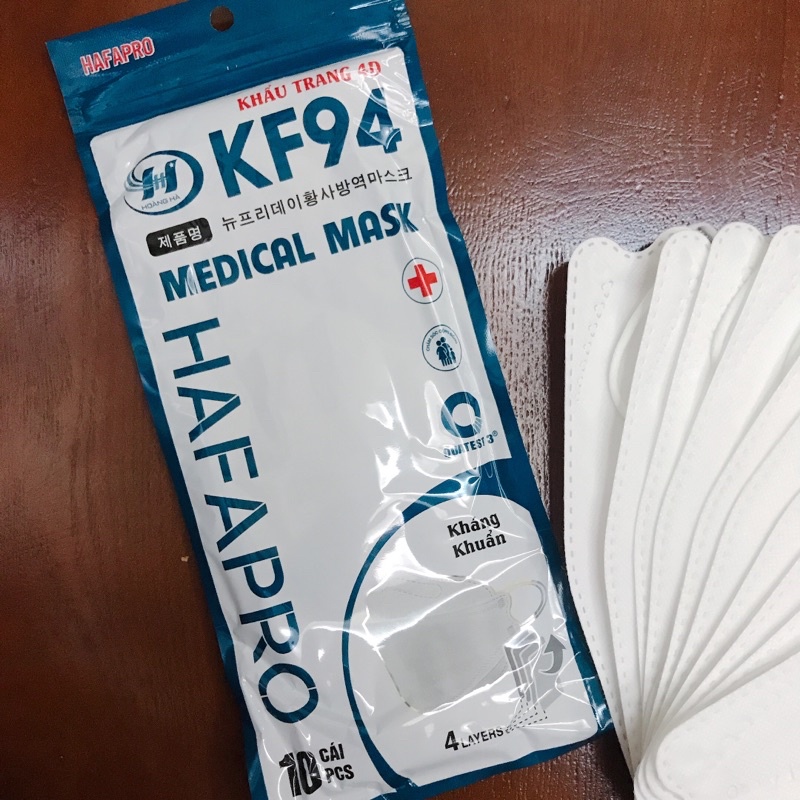 HAFAPRO
KHẨU TRANG 4D
KF94
HOÀNG HÀ
제품명 뉴프리데이황사방역마스크
MEDICAL MASK
HAFAPRO
QUATEST 3®
Kháng
Khuẩn
4 LAYERS
10 CÁI
PCS